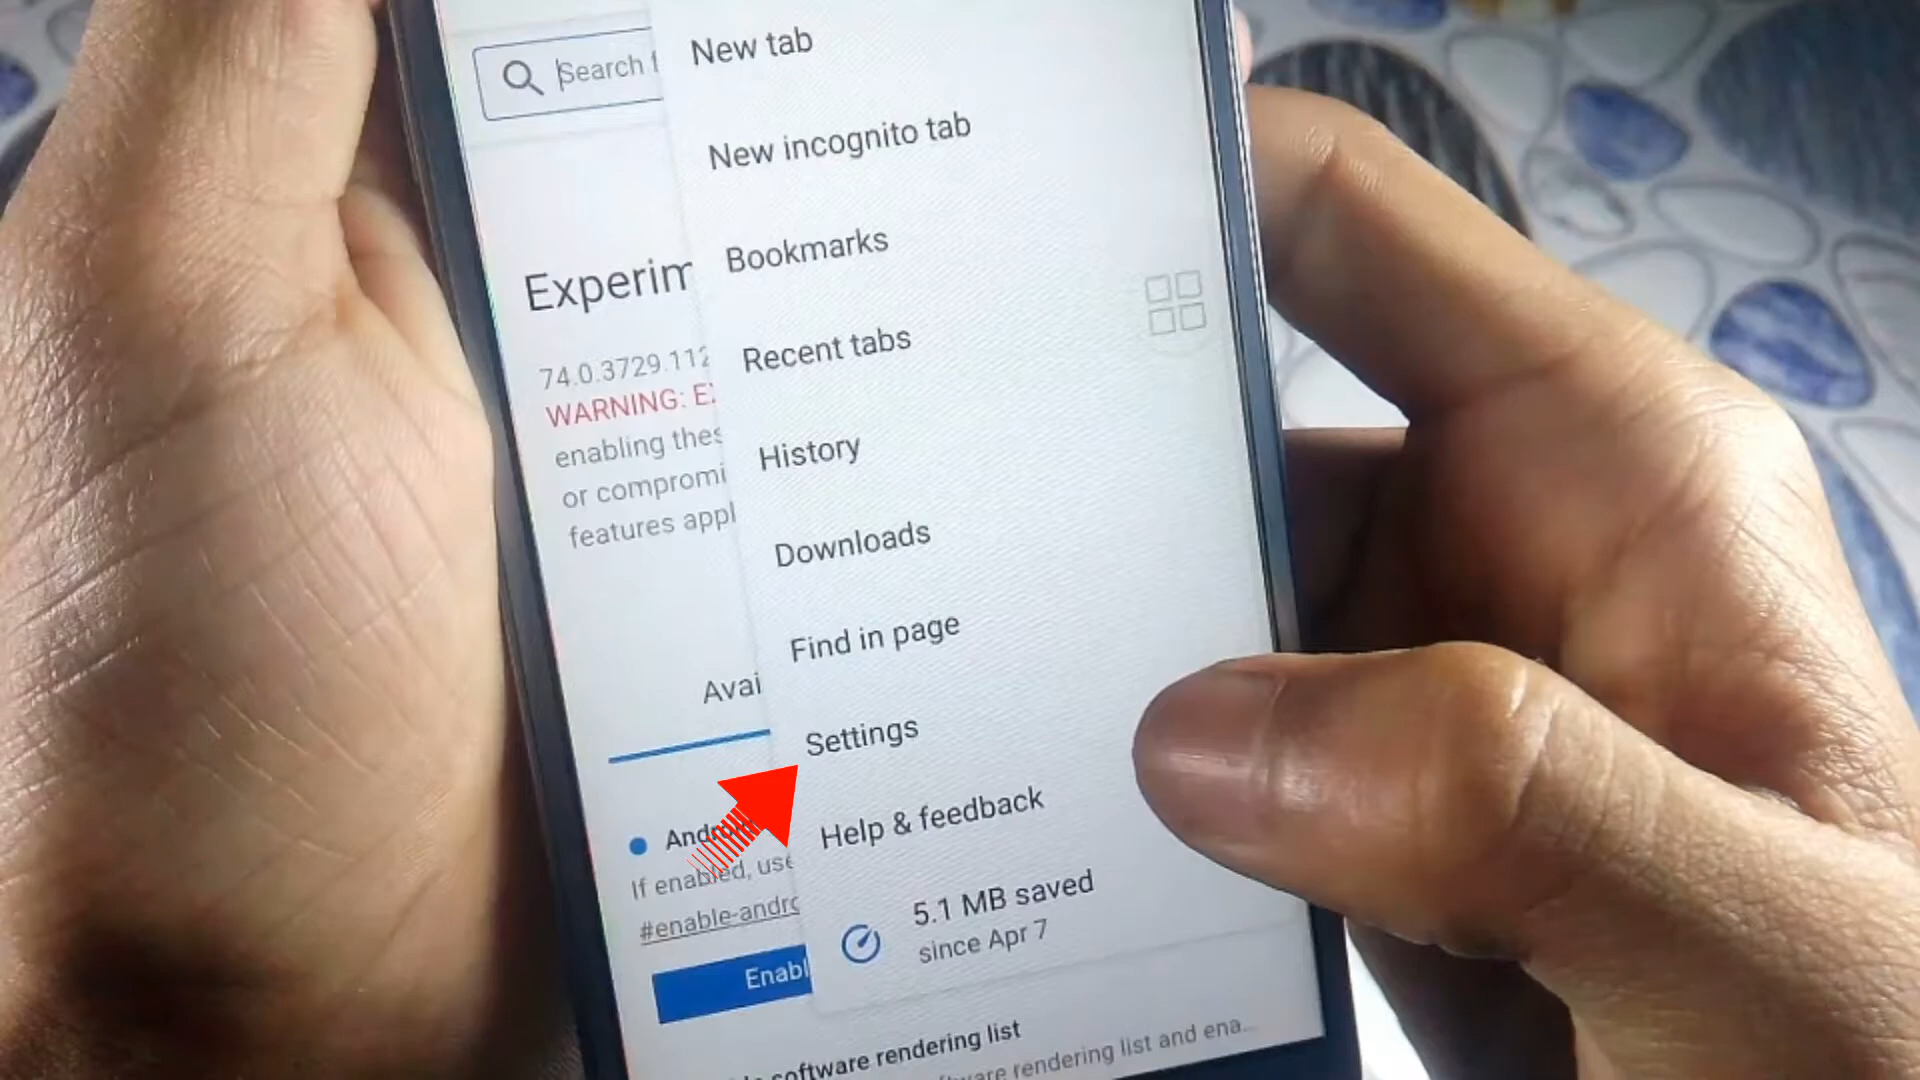 Search
New tab
New incognito tab
Bookmarks
Recent tabs
History
Downloads
Find in page
Settings
Help & feedback
5.1 MB saved
since Apr 7
Experim
74.0.3729.112
WARNING: E
enabling thes
or compromi
features appl
Avai
Andro
If enabled, use
#enable-andro
Enabl
software rendering list
ware rendering list and ena...